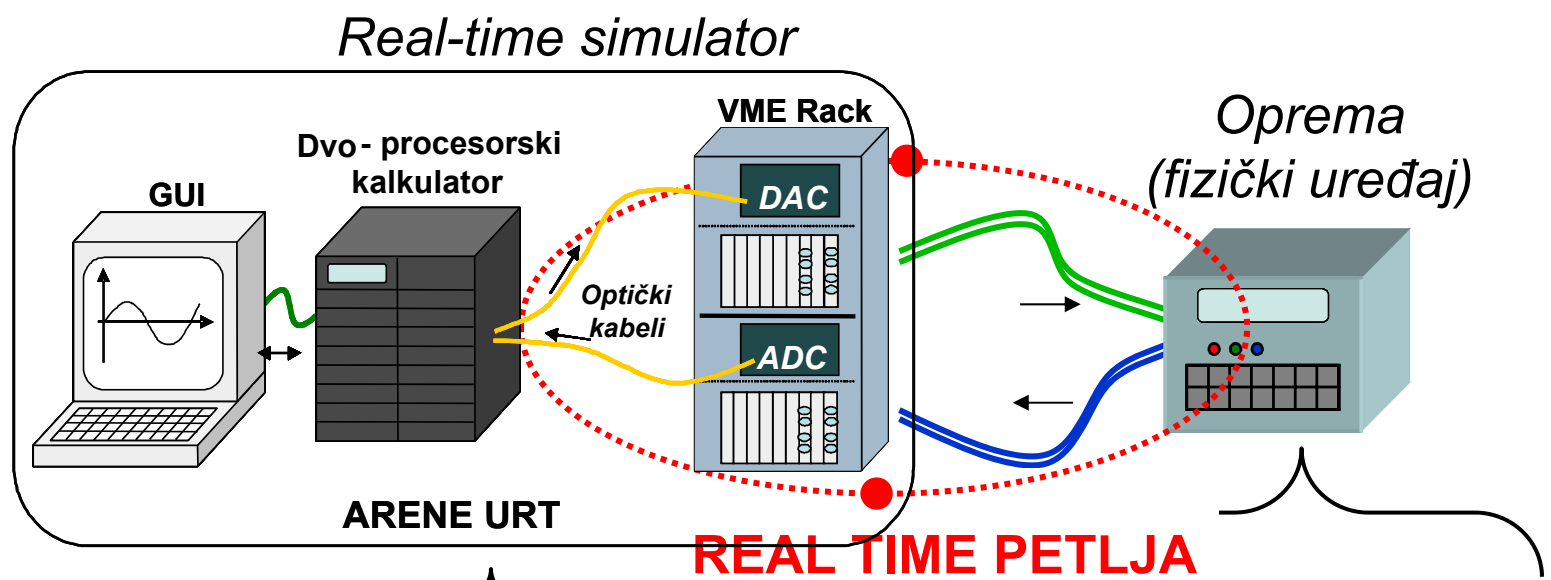 Real-time simulator
VME Rack
Oprema
(fizički uređaj)
Dvo - procesorski
kalkulator
GUI
DAC
Optički
kabeli
ADC
ARENE URT
REAL TIME PETLJA